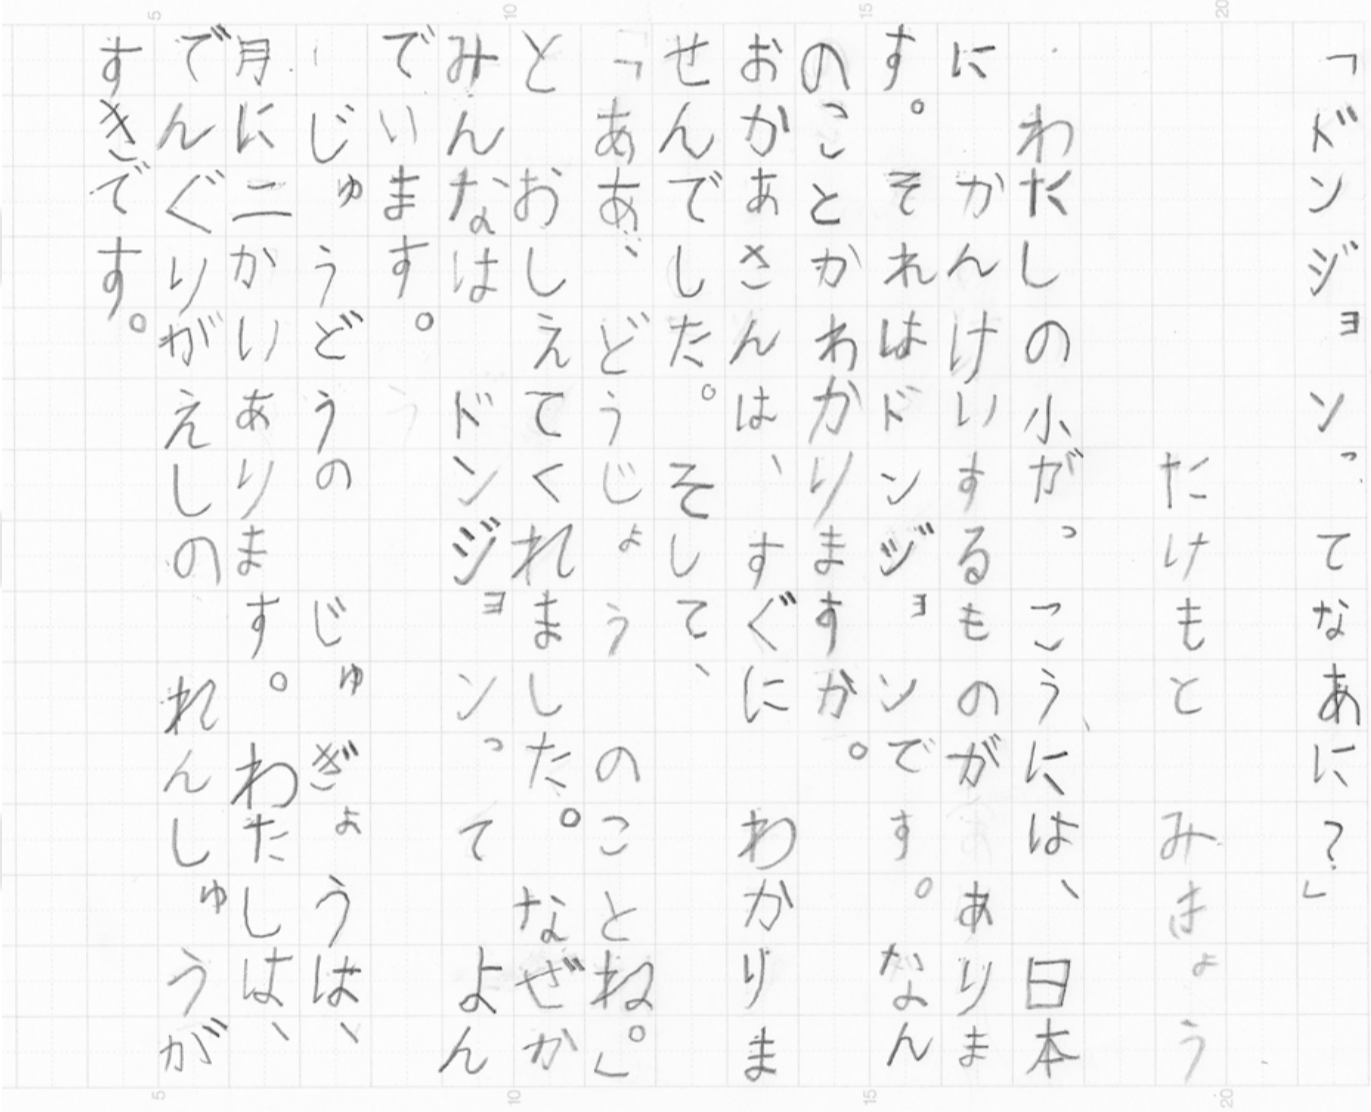 「ドンジョンってなあに?」
たけもと みきょう
わたしの小がっこうには、日本
にかんけいするものがありま
す。それはドンジョンです。なん
のことかわかりますか。
おかあさんは、すぐにわかりま
せんでした。そして、
「ああ、どうじょうのことね。」
とおしえてくれました。なぜか
みんなはドンジョンってよん
でいます。
じゅうどうのじゅぎょうは、
月に二かいあります。わたしは、
でんぐりがえしのれんしゅうが
すきです。
5
10
15
20
5
10
15
20